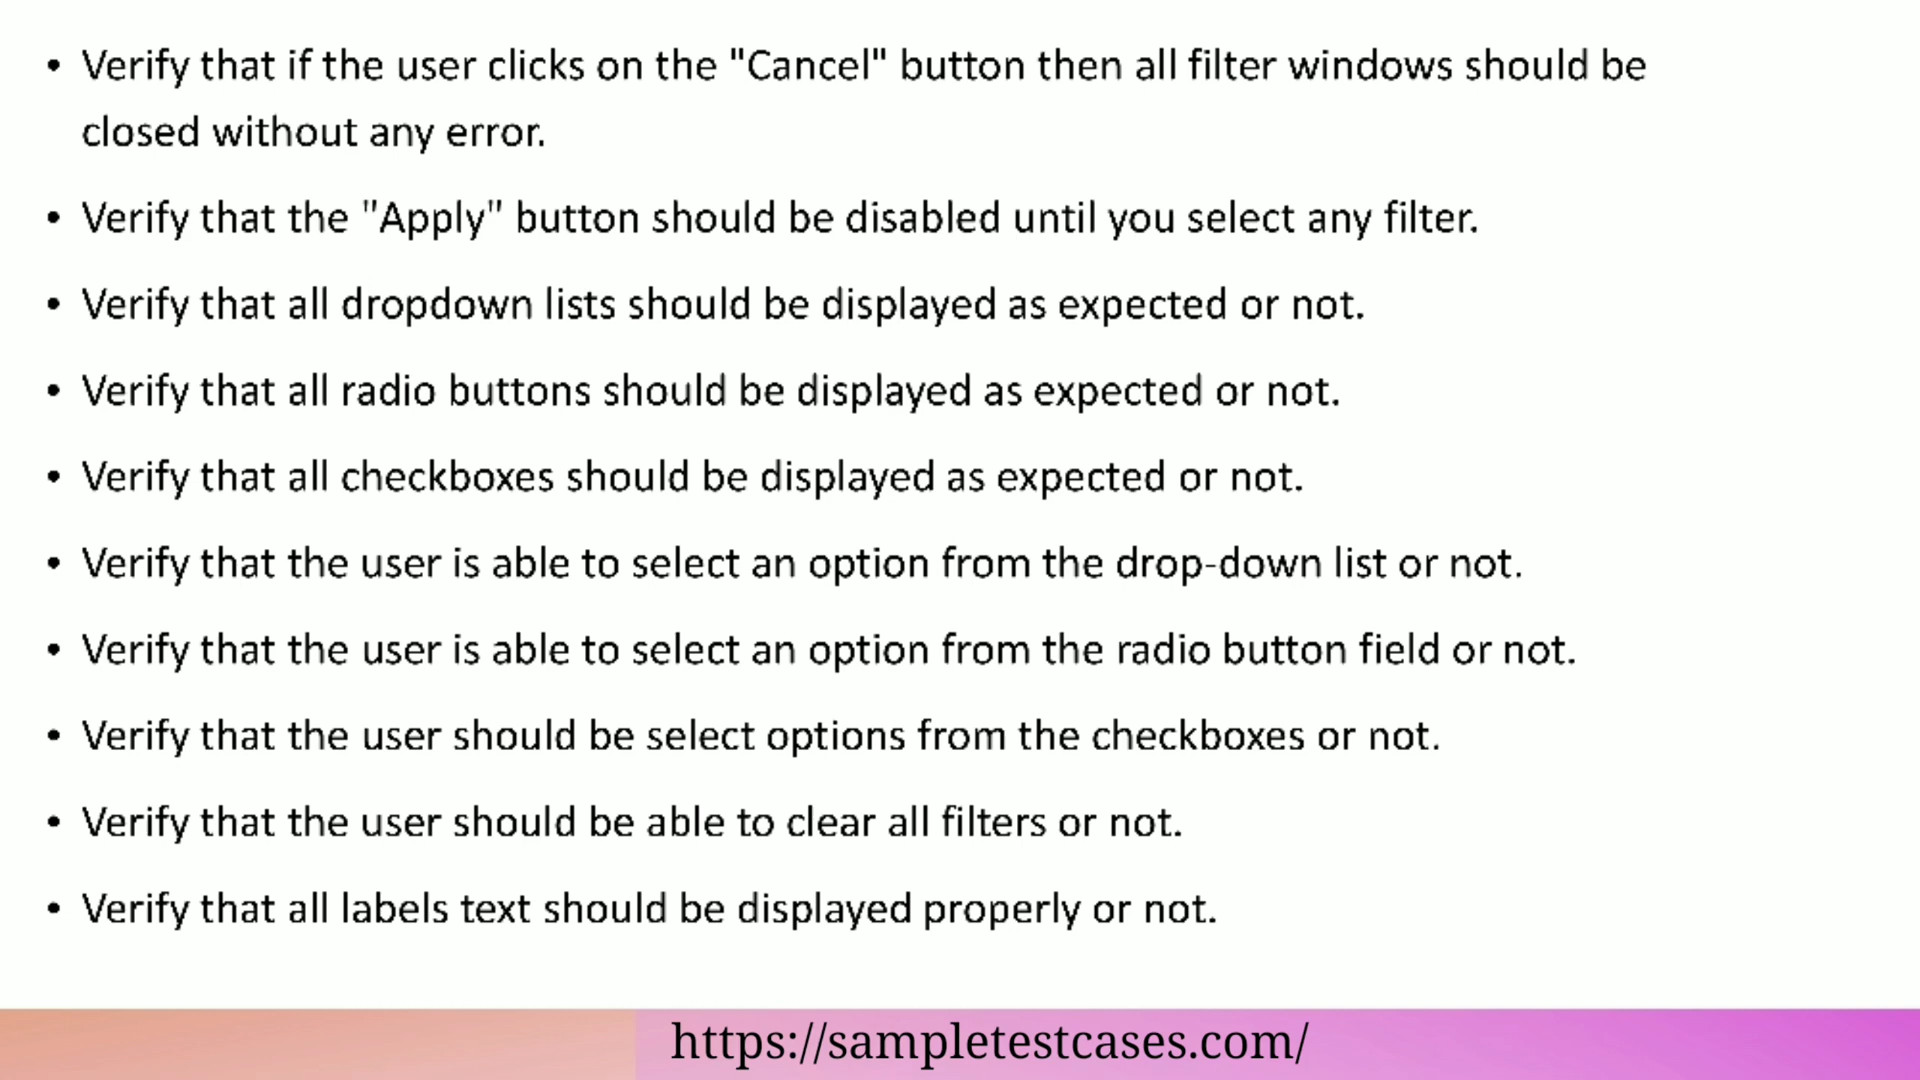 • Verify that if the user clicks on the "Cancel" button then all filter windows should be
closed without any error.
• Verify that the "Apply" button should be disabled until you select any filter.
• Verify that all dropdown lists should be displayed as expected or not.
• Verify that all radio buttons should be displayed as expected or not.
• Verify that all checkboxes should be displayed as expected or not.
• Verify that the user is able to select an option from the drop-down list or not.
• Verify that the user is able to select an option from the radio button field or not.
• Verify that the user should be select options from the checkboxes or not.
• Verify that the user should be able to clear all filters or not.
• Verify that all labels text should be displayed properly or not.
https://sampletestcases.com/